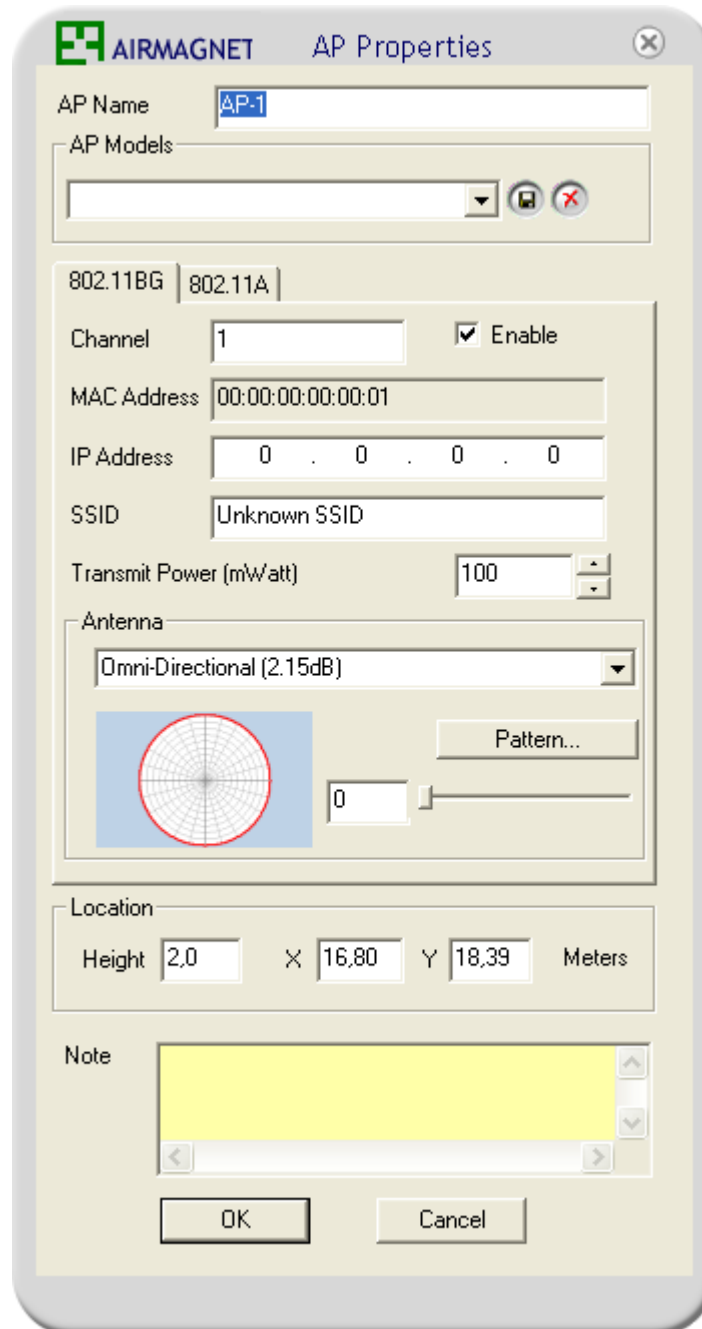 AIRMAGNET AP Properties
AP Name AP-1
AP Models
802.11BG 802.11A
Channel 1 Enable
MAC Address 00:00:00:00:00:01
IP Address 0 . 0 . 0 . 0
SSID Unknown SSID
Transmit Power (mWatt) 100
Antenna
Omni-Directional (2.15dB)
Pattern...
0
Location
Height 2,0 X 16,80 Y 18,39 Meters
Note
OK Cancel